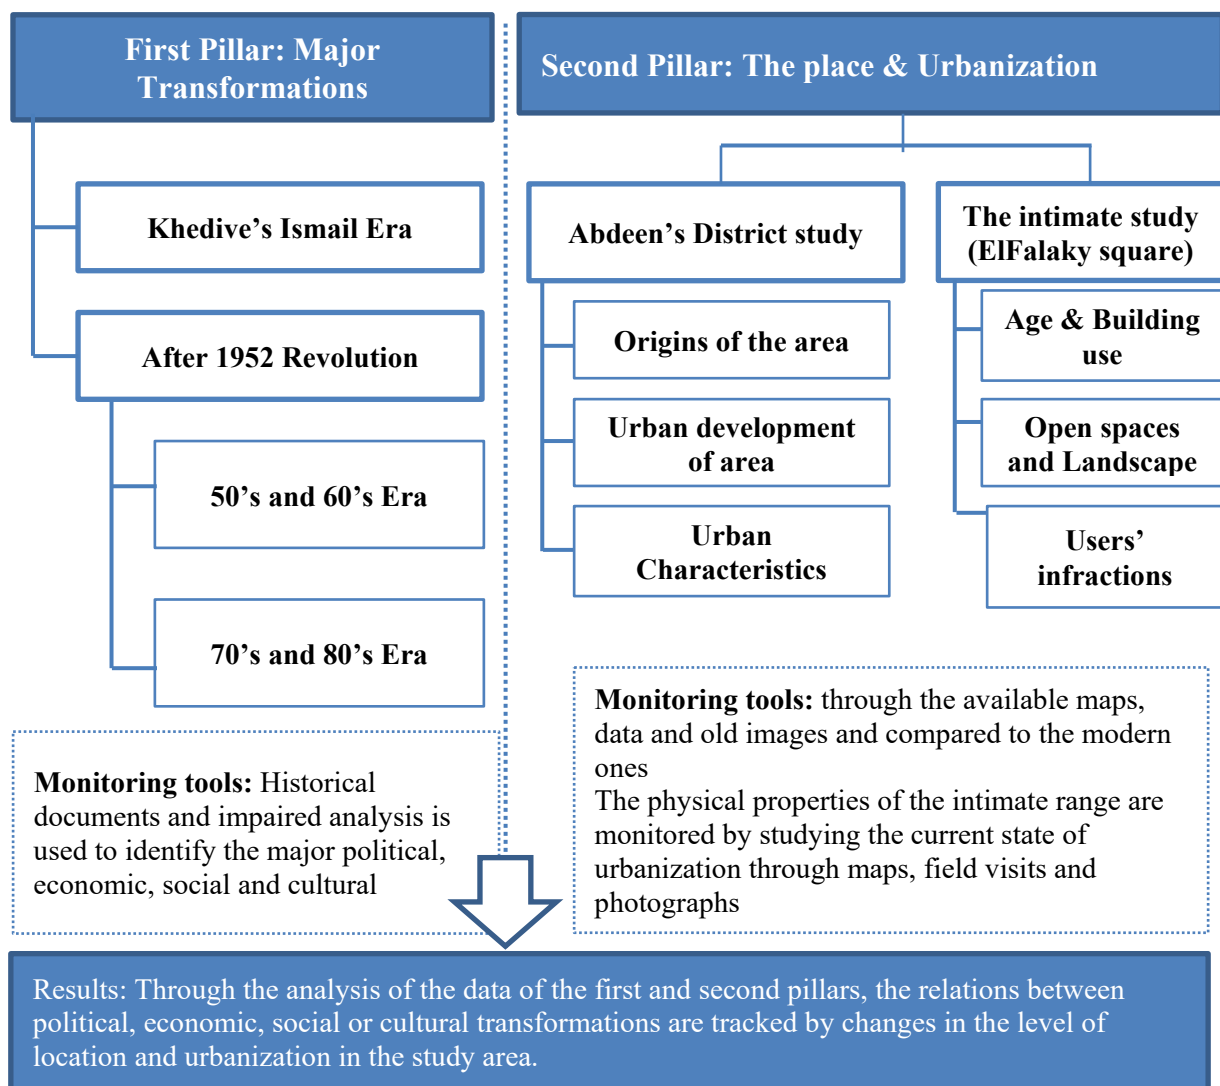 First Pillar: Major
Transformations
Khedive’s Ismail Era
After 1952 Revolution
50’s and 60’s Era
70’s and 80’s Era
Monitoring tools: Historical
documents and impaired analysis is
used to identify the major political,
economic, social and cultural
Second Pillar: The place & Urbanization
Abdeen’s District study
Origins of the area
Urban development
of area
Urban
Characteristics
The intimate study
(ElFalaky square)
Age & Building
use
Open spaces
and Landscape
Users’
infractions
Monitoring tools: through the available maps,
data and old images and compared to the modern
ones
The physical properties of the intimate range are
monitored by studying the current state of
urbanization through maps, field visits and
photographs
Results: Through the analysis of the data of the first and second pillars, the relations between
political, economic, social or cultural transformations are tracked by changes in the level of
location and urbanization in the study area.